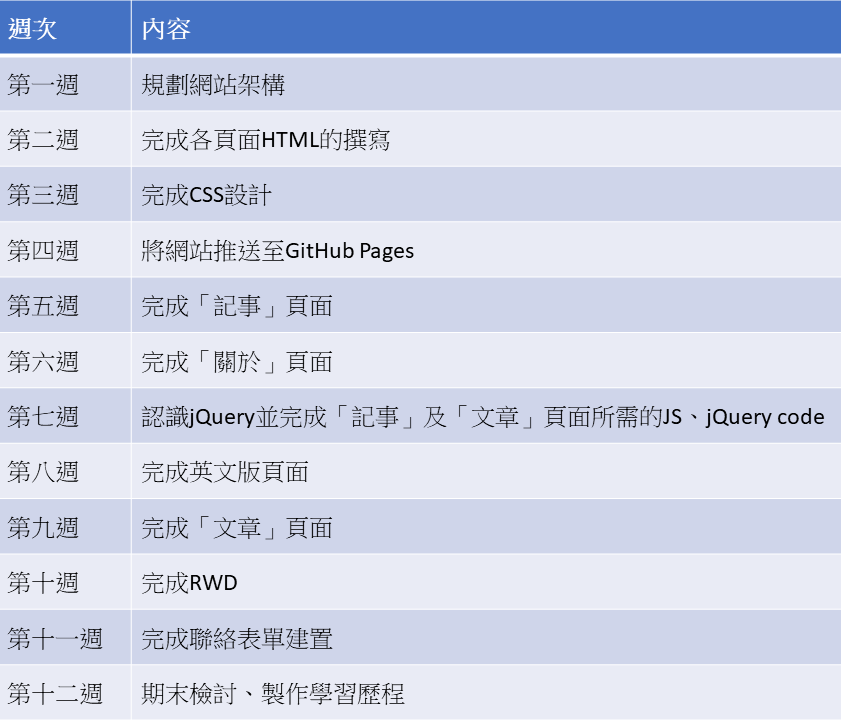 週次 內容
第一週 規劃網站架構
第二週 完成各頁面HTML的撰寫
第三週 完成CSS設計
第四週 將網站推送至GitHub Pages
第五週 完成「記事」頁面
第六週 完成「關於」頁面
第七週 認識jQuery並完成「記事」及「文章」頁面所需的JS、jQuery code
第八週 完成英文版頁面
第九週 完成「文章」頁面
第十週 完成RWD
第十一週 完成聯絡表單建置
第十二週 期末檢討、製作學習歷程